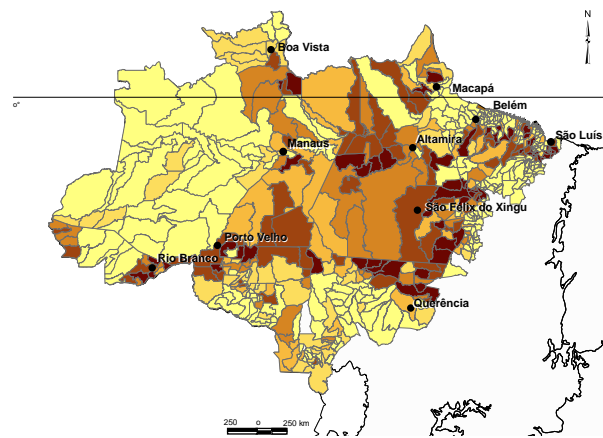 N
Boa Vista
Macapá
0°
Belém
São Luís
Manaus
Altamira
São Félix do Xingu
Porto Velho
Rio Branco
Querência
250 0 250 km